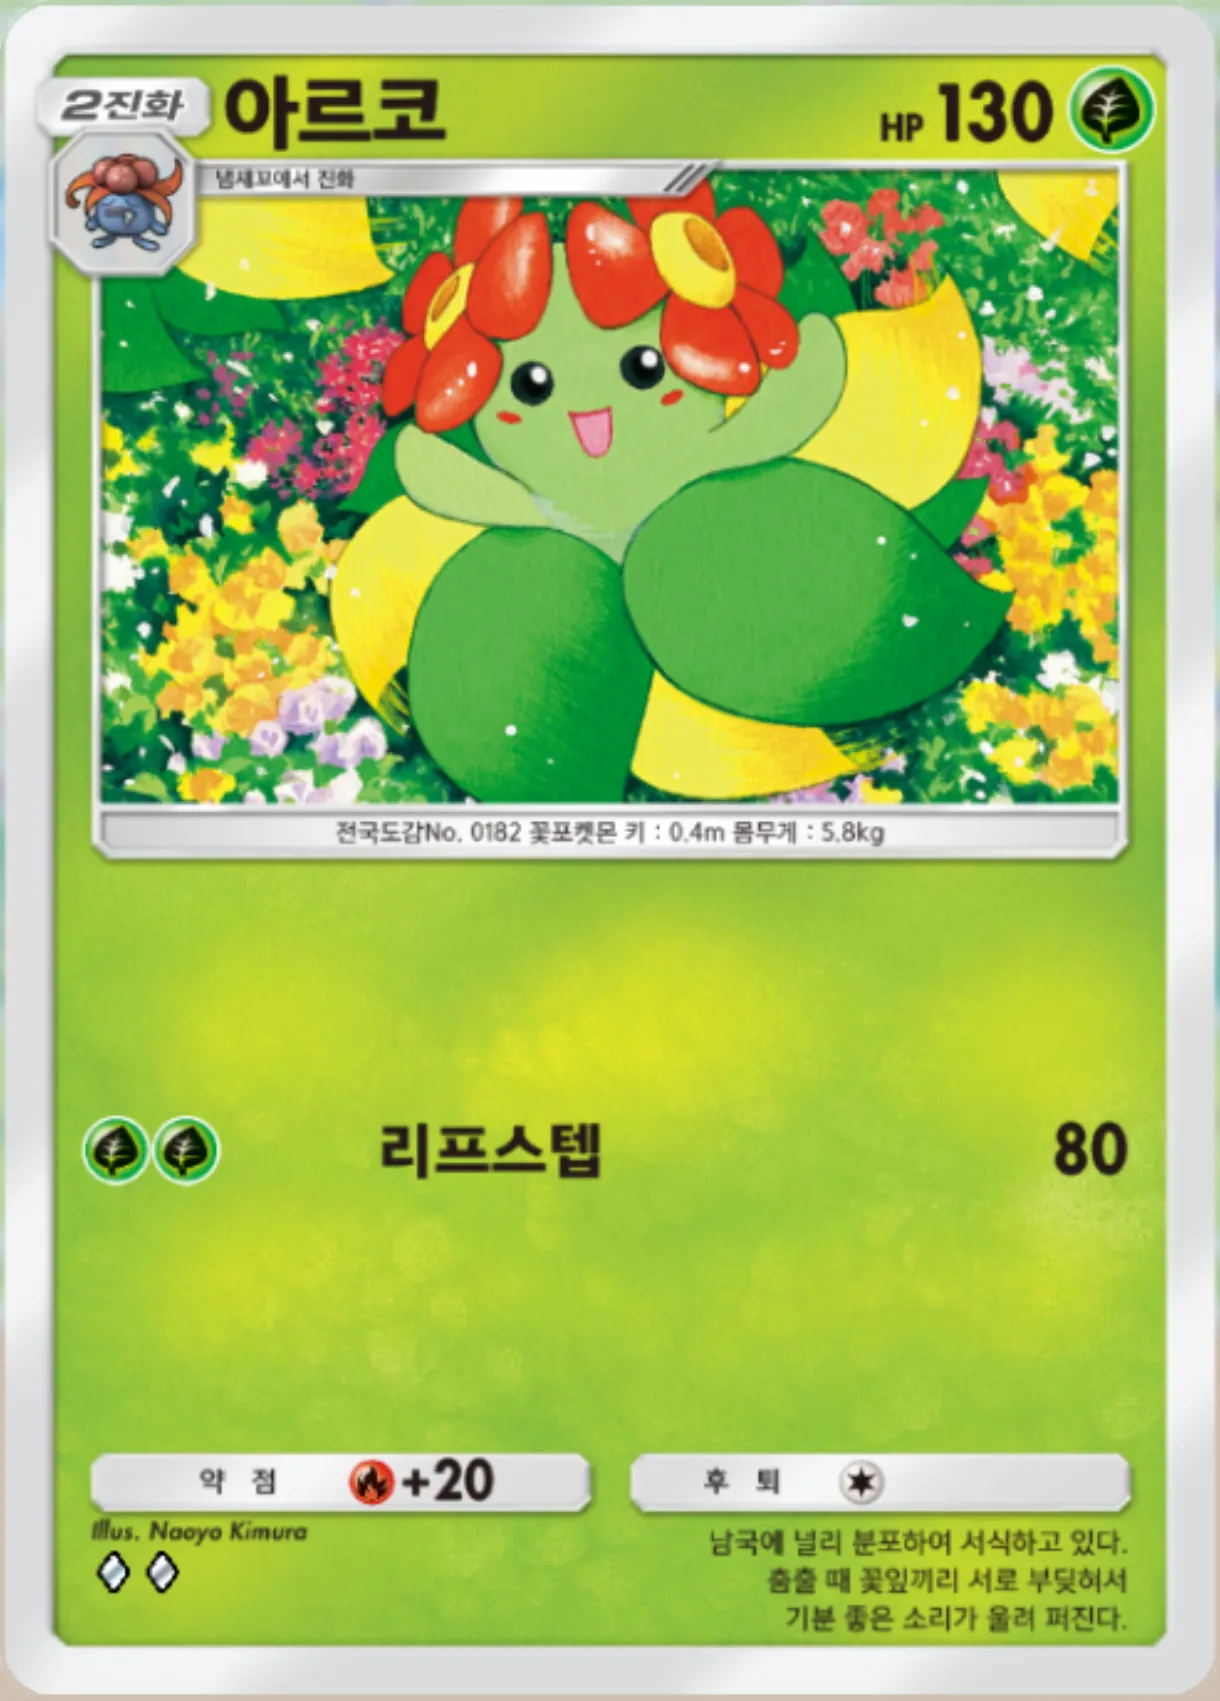 2진화
아르코
HP 130
냄새꼬에서 진화
전국도감No. 0182 꽃포켓몬 키 : 0.4m 몸무게 : 5.8kg
리프스텝 80
약점 +20
후퇴
Illus. Naoyo Kimura
남국에 널리 분포하여 서식하고 있다.
춤출 때 꽃잎끼리 서로 부딪혀서
기분 좋은 소리가 울려 퍼진다.